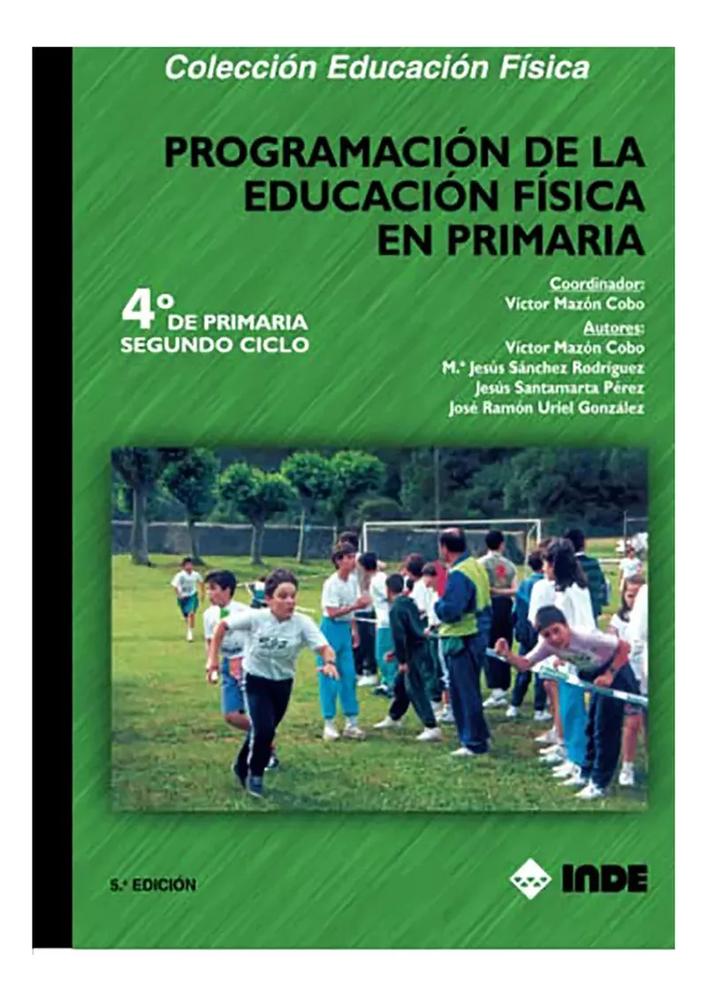 Colección Educación Física
PROGRAMACIÓN DE LA
EDUCACIÓN FÍSICA
EN PRIMARIA
4º DE PRIMARIA
SEGUNDO CICLO
Coordinador:
Víctor Mazón Cobo
Autores:
Víctor Mazón Cobo
M.ª Jesús Sánchez Rodríguez
Jesús Santamarta Pérez
José Ramón Uriel González
5.ª EDICIÓN
INDE